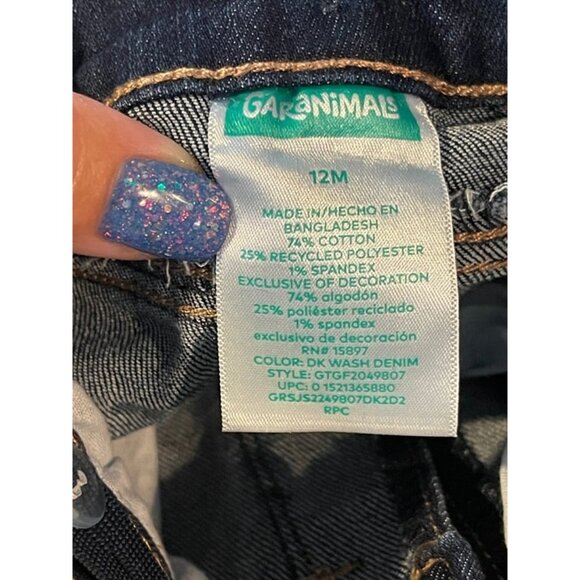 GARaNiMALS
12M
MADE IN/HECHO EN
BANGLADESH
74% COTTON
25% RECYCLED POLYESTER
1% SPANDEX
EXCLUSIVE OF DECORATION
74% algodón
25% poliéster reciclado
1% spandex
exclusivo de decoración
RN# 15897
COLOR: DK WASH DENIM
STYLE: GTGF2049807
UPC: 0 1521365880
GRSJS2249807DK2D2
RPC